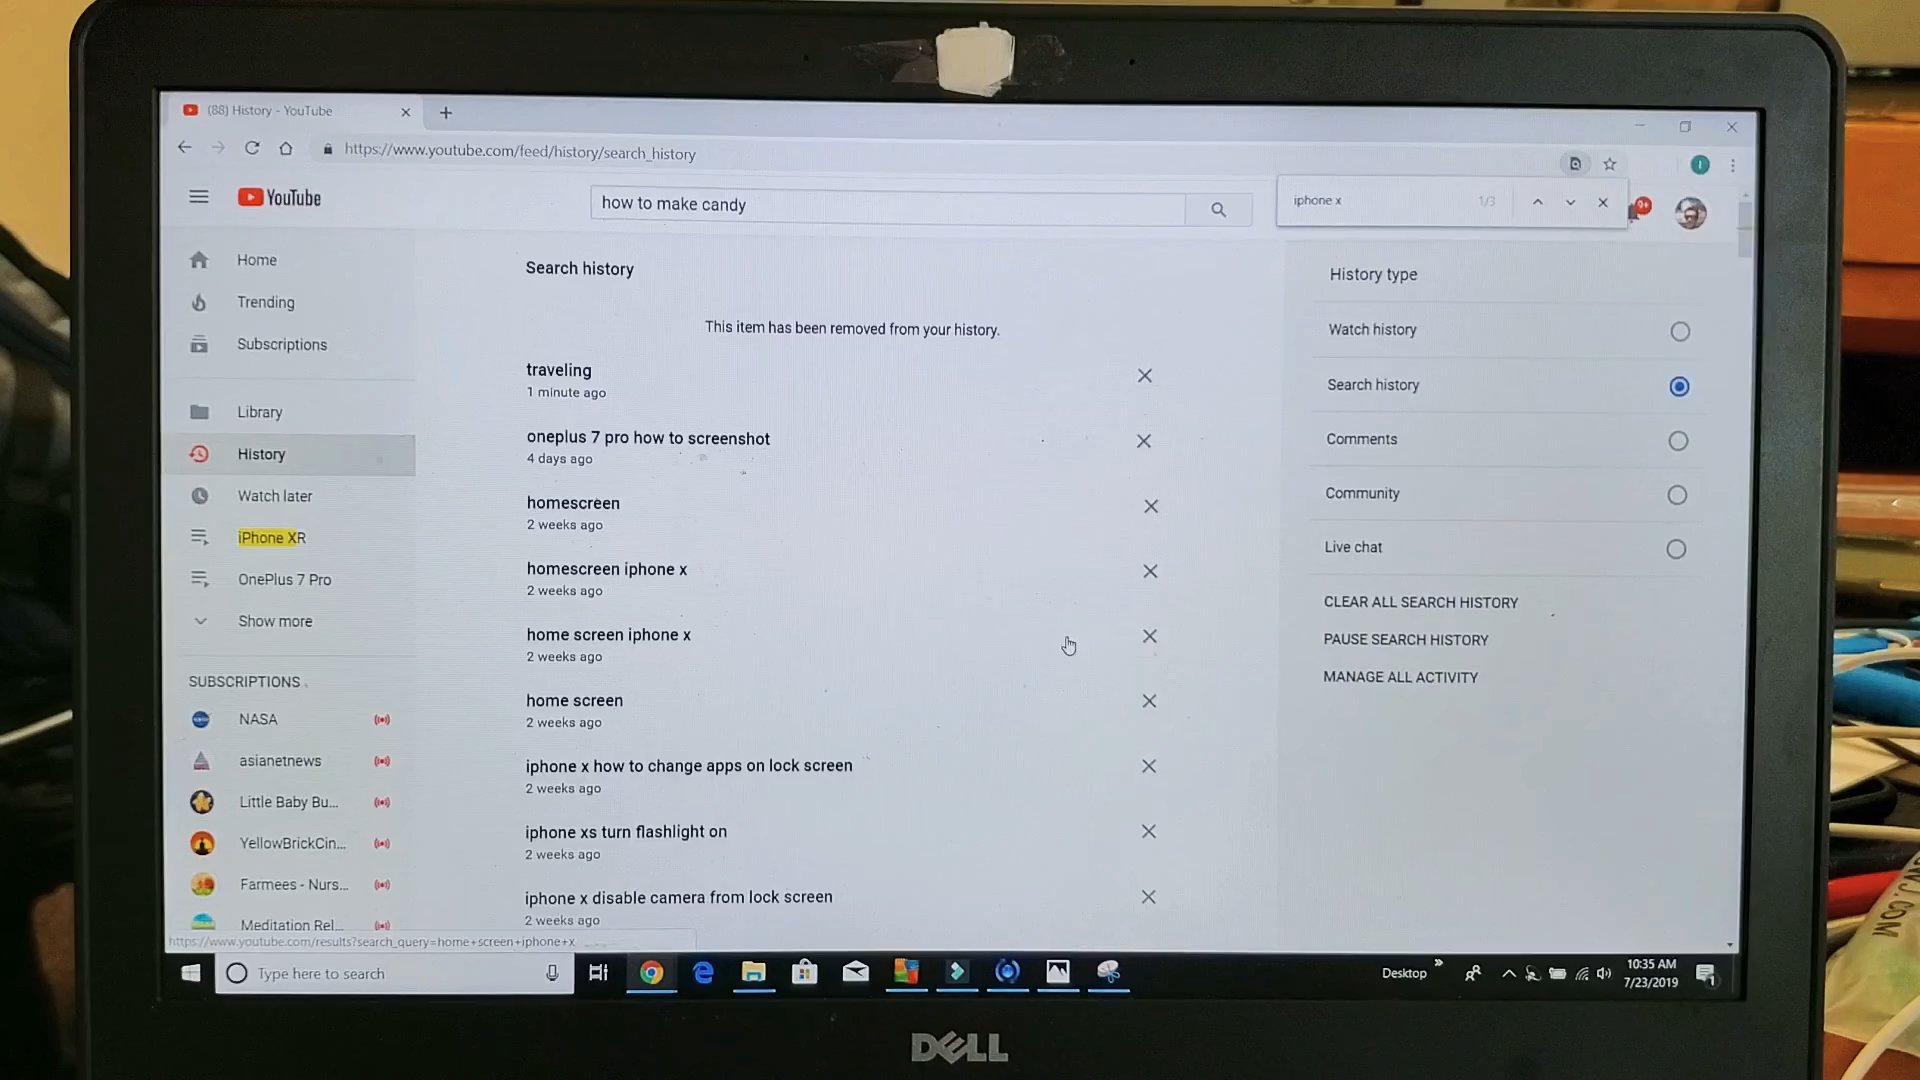 (88) History - YouTube
https://www.youtube.com/feed/history/search_history
YouTube
how to make candy
iphone x
1/3
9+
Home
Trending
Subscriptions
Library
History
Watch later
iPhone XR
OnePlus 7 Pro
Show more
SUBSCRIPTIONS
NASA
asianetnews
Little Baby Bu...
YellowBrickCin...
Farmees - Nurs...
Meditation Rel...
https://www.youtube.com/results?search_query=home+screen+iphone+x
Search history
This item has been removed from your history.
traveling
1 minute ago
oneplus 7 pro how to screenshot
4 days ago
homescreen
2 weeks ago
homescreen iphone x
2 weeks ago
home screen iphone x
2 weeks ago
home screen
2 weeks ago
iphone x how to change apps on lock screen
2 weeks ago
iphone xs turn flashlight on
2 weeks ago
iphone x disable camera from lock screen
2 weeks ago
History type
Watch history
Search history
Comments
Community
Live chat
CLEAR ALL SEARCH HISTORY
PAUSE SEARCH HISTORY
MANAGE ALL ACTIVITY
Type here to search
Desktop
10:35 AM
7/23/2019
1
DELL
.COM